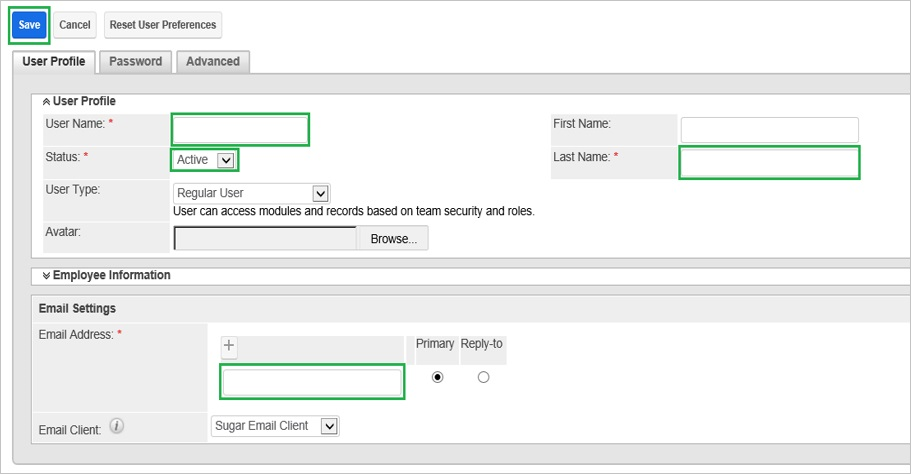 Save Cancel Reset User Preferences
User Profile Password Advanced
User Profile
User Name: * First Name:
Status: * Active Last Name: *
User Type: Regular User
User can access modules and records based on team security and roles.
Avatar: Browse...
Employee Information
Email Settings
Email Address: * + Primary Reply-to
Email Client: i Sugar Email Client